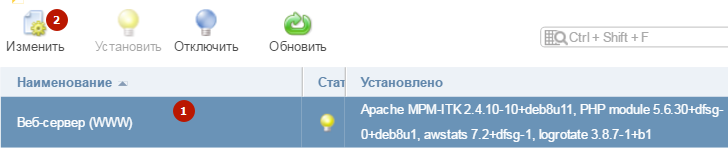 2
Изменить Установить Отключить Обновить
Ctrl + Shift + F
Наименование Стат Установлено
1
Веб-сервер (WWW)
Apache MPM-ITK 2.4.10-10+deb8u11, PHP module 5.6.30+dfsg-
0+deb8u1, awstats 7.2+dfsg-1, logrotate 3.8.7-1+b1